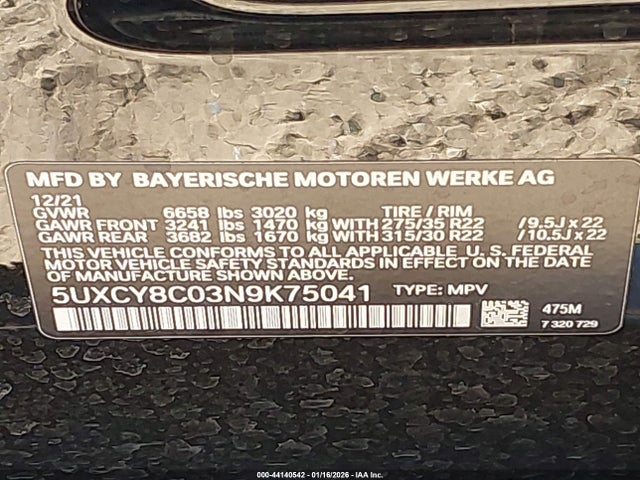 MFD BY BAYERISCHE MOTOREN WERKE AG
12/21
GVWR 6658 lbs 3020 kg TIRE / RIM
GAWR FRONT 3241 lbs 1470 kg WITH 275/35 R22 / 9.5J x 22
GAWR REAR 3682 lbs 1670 kg WITH 315/30 R22 / 10.5J x 22
THIS VEHICLE CONFORMS TO ALL APPLICABLE U.S. FEDERAL
MOTOR VEHICLE SAFETY STANDARDS IN EFFECT ON THE DATE
OF MANUFACTURE SHOWN ABOVE.
5UXCY8C03N9K75041 TYPE: MPV
475M
7 320 729
000-44140542 - 01/16/2026 - IAA Inc.